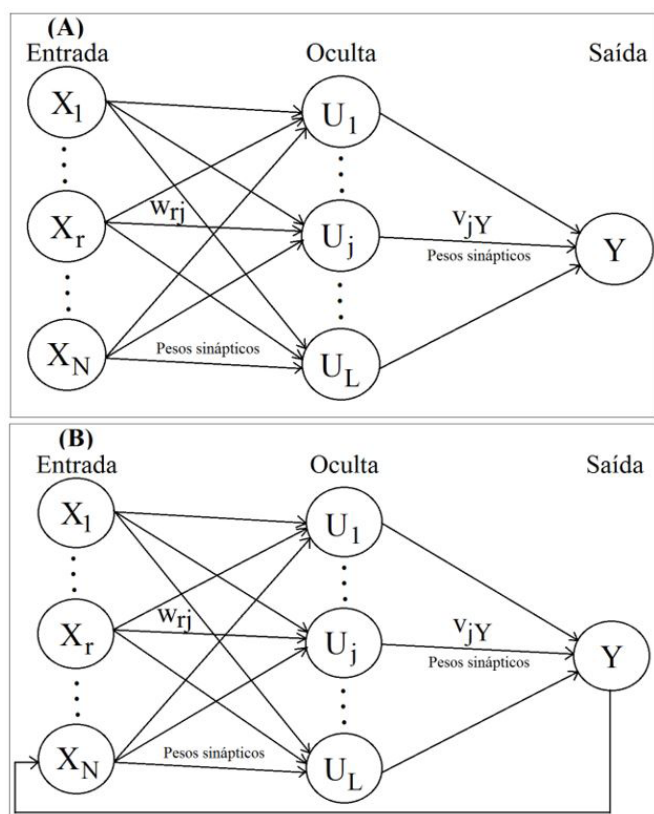 (A)
Entrada Oculta Saída
X1 U1
Xr wrj Uj vjY Y
Pesos sinápticos
XN Pesos sinápticos UL
(B)
Entrada Oculta Saída
X1 U1
Xr wrj Uj vjY Y
Pesos sinápticos
XN Pesos sinápticos UL